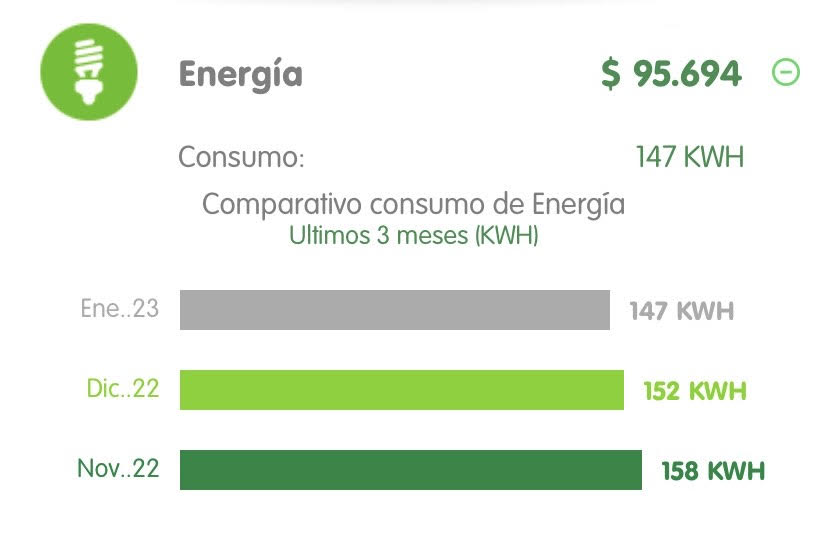 Energía $ 95.694
Consumo: 147 KWH
Comparativo consumo de Energía
Ultimos 3 meses (KWH)
Ene..23 147 KWH
Dic..22 152 KWH
Nov..22 158 KWH